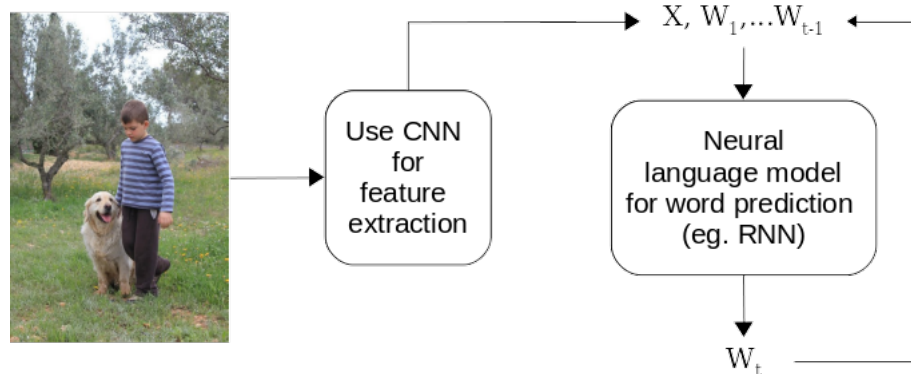 X, W₁,...Wₜ₋₁
Use CNN
for
feature
extraction
Neural
language model
for word prediction
(eg. RNN)
Wₜ